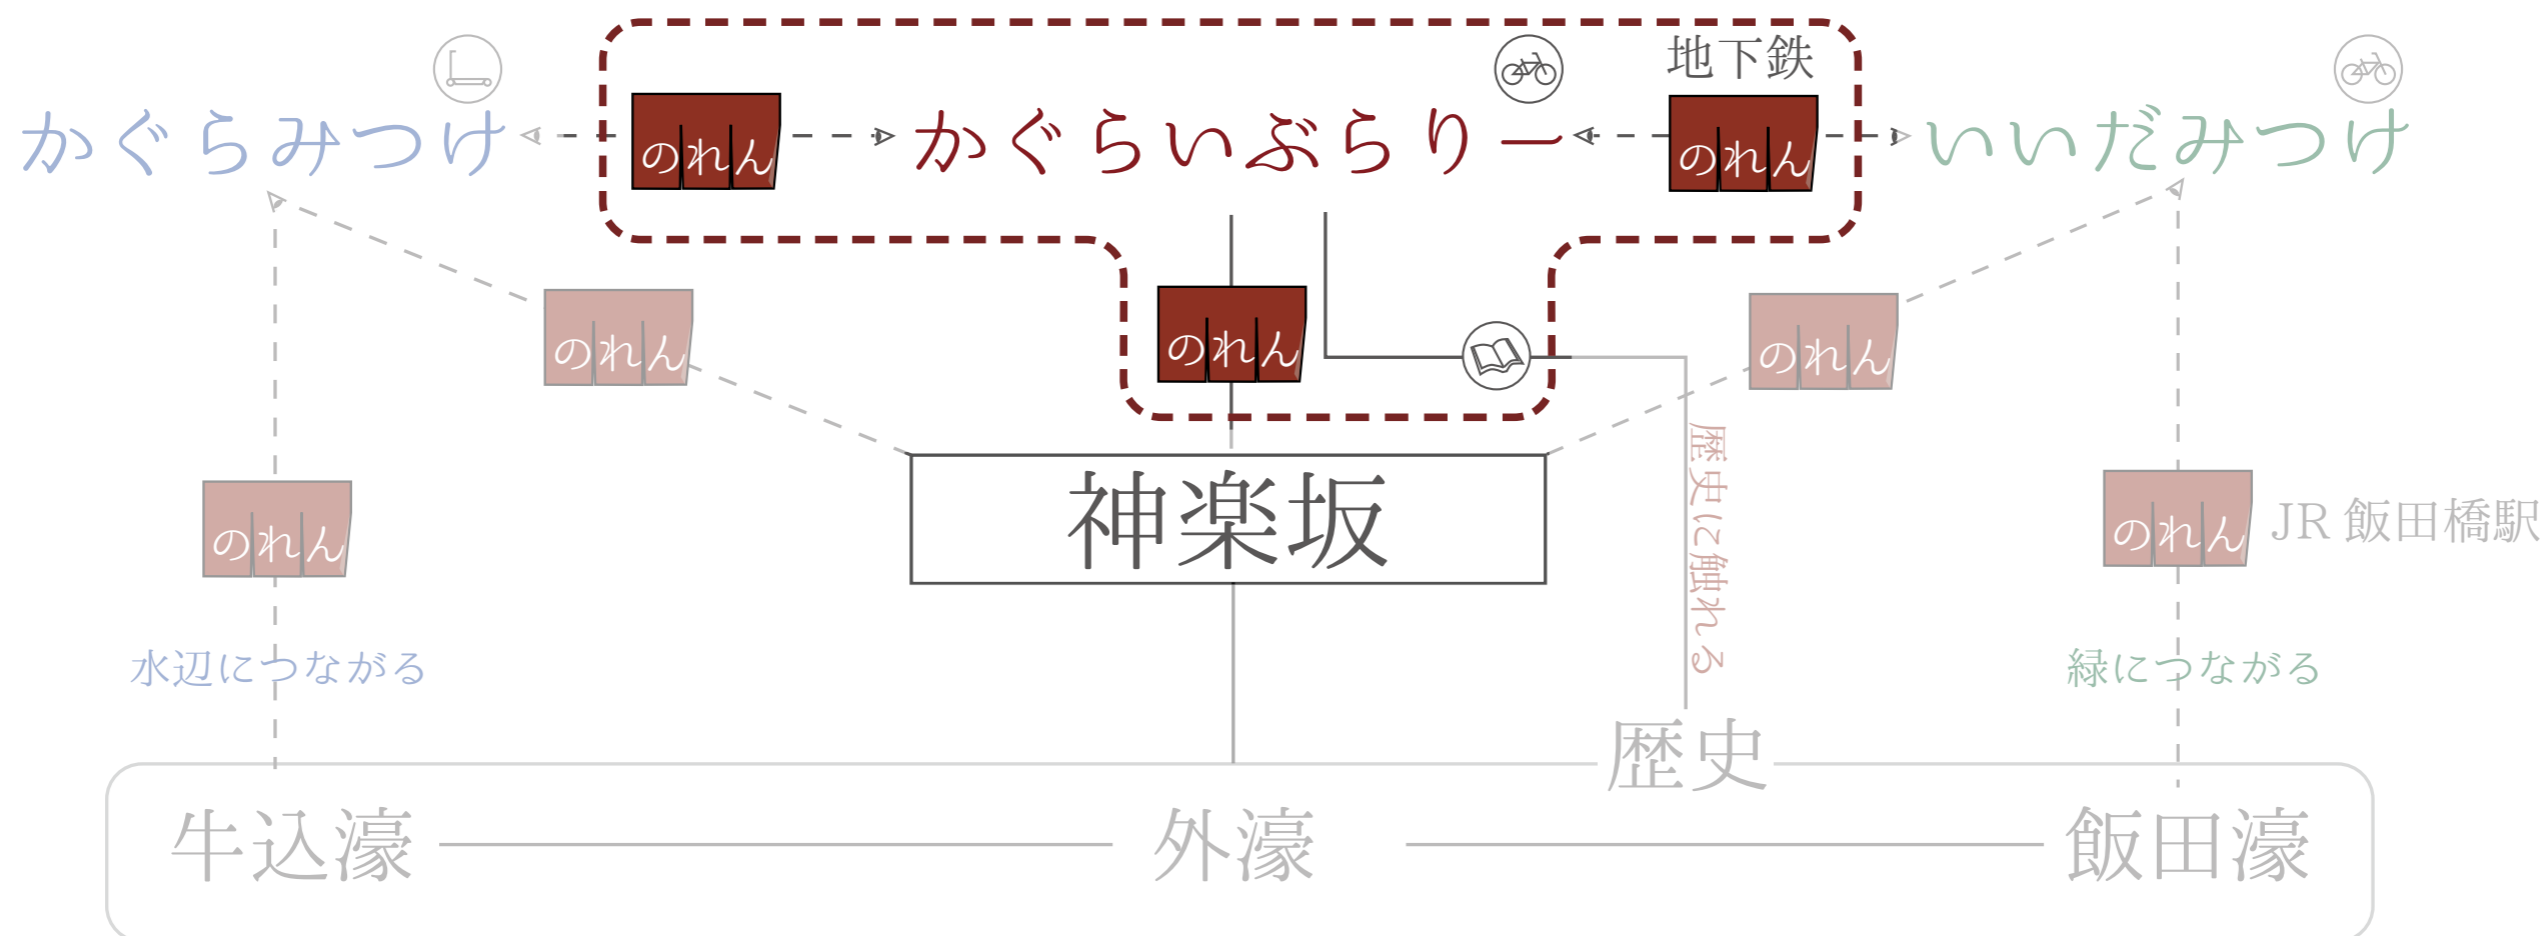 地下鉄
かぐらみつけ
のれん
かぐらいぶらりー
のれん
いいだみつけ
のれん
のれん
のれん
神楽坂
歴史に触れる
のれん
のれん
JR 飯田橋駅
水辺につながる
緑につながる
歴史
牛込濠
外濠
飯田濠